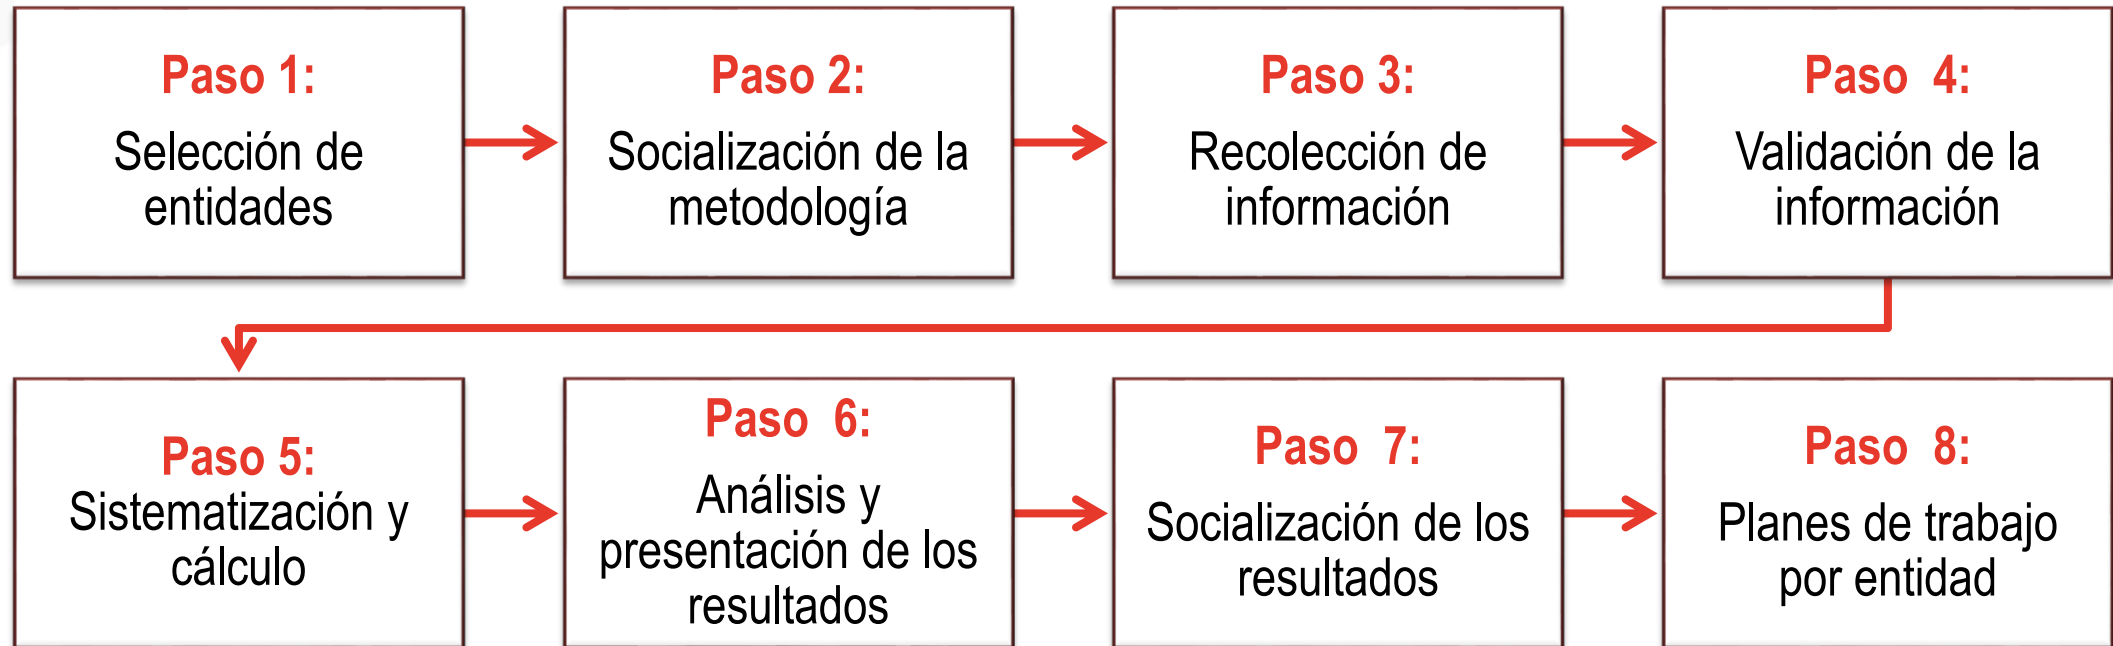 Paso 1:
Selección de
entidades
Paso 2:
Socialización de la
metodología
Paso 3:
Recolección de
información
Paso 4:
Validación de la
información
Paso 5:
Sistematización y
cálculo
Paso 6:
Análisis y
presentación de los
resultados
Paso 7:
Socialización de los
resultados
Paso 8:
Planes de trabajo
por entidad